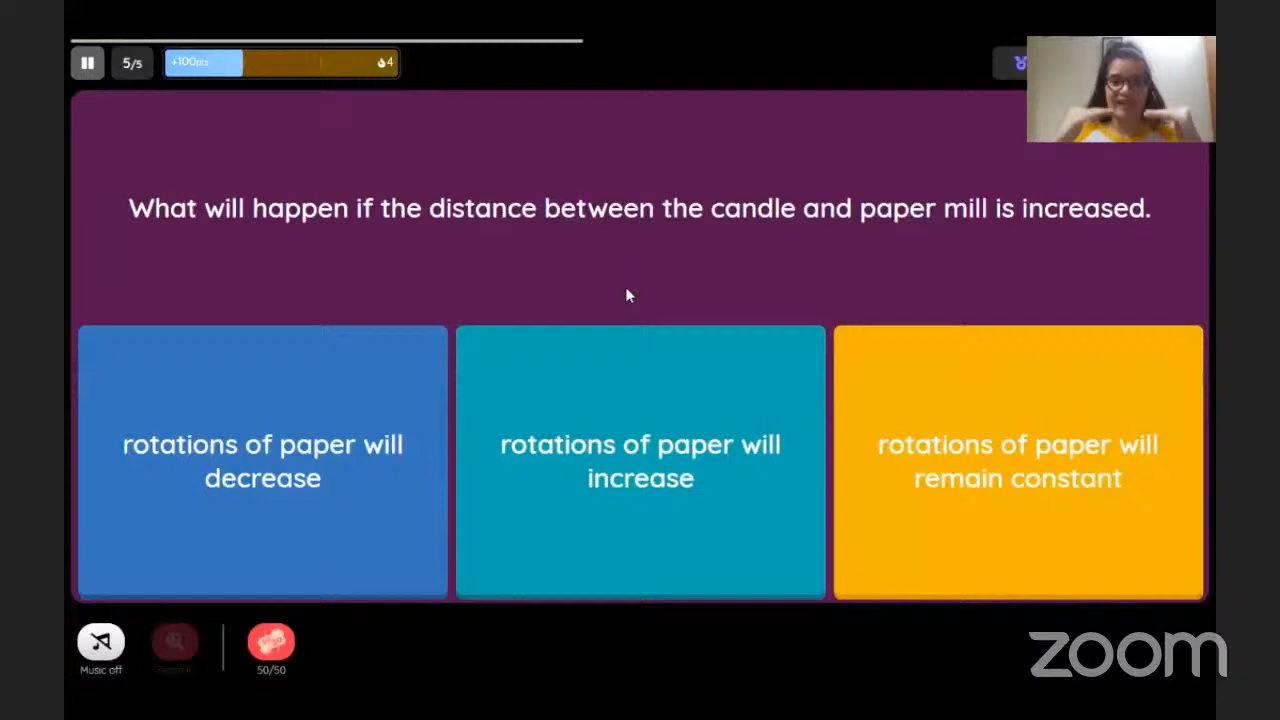 5/5
+100pts
4
What will happen if the distance between the candle and paper mill is increased.
rotations of paper will
decrease
rotations of paper will
increase
rotations of paper will
remain constant
Music off
50/50
zoom